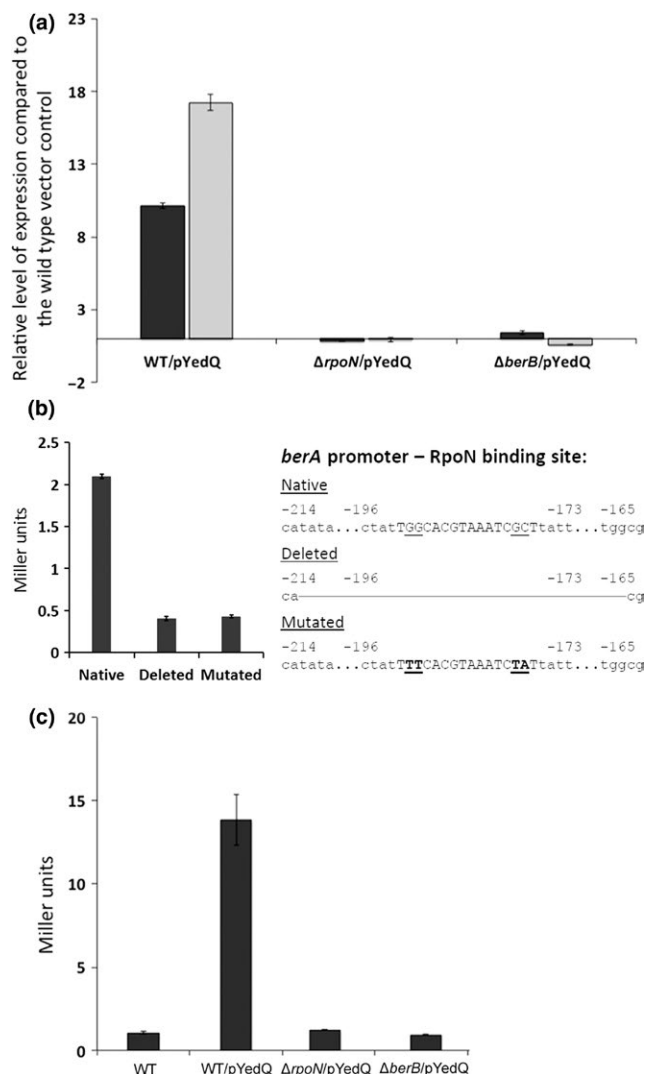 (a)
Relative level of expression compared to
the wild type vector control
23
18
13
8
3
−2
WT/pYedQ ΔrpoN/pYedQ ΔberB/pYedQ
(b)
Miller units
2.5
2
1.5
1
0.5
0
Native Deleted Mutated
berA promoter – RpoN binding site:
Native
-214 -196 -173 -165
catata...ctatTGGCACGTAAATCGCTtatt...tggcg
Deleted
-214 -196 -173 -165
ca cg
Mutated
-214 -196 -173 -165
catata...ctatTTTCACGTAAATCTATtatt...tggcg
(c)
Miller units
20
15
10
5
0
WT WT/pYedQ ΔrpoN/pYedQ ΔberB/pYedQ